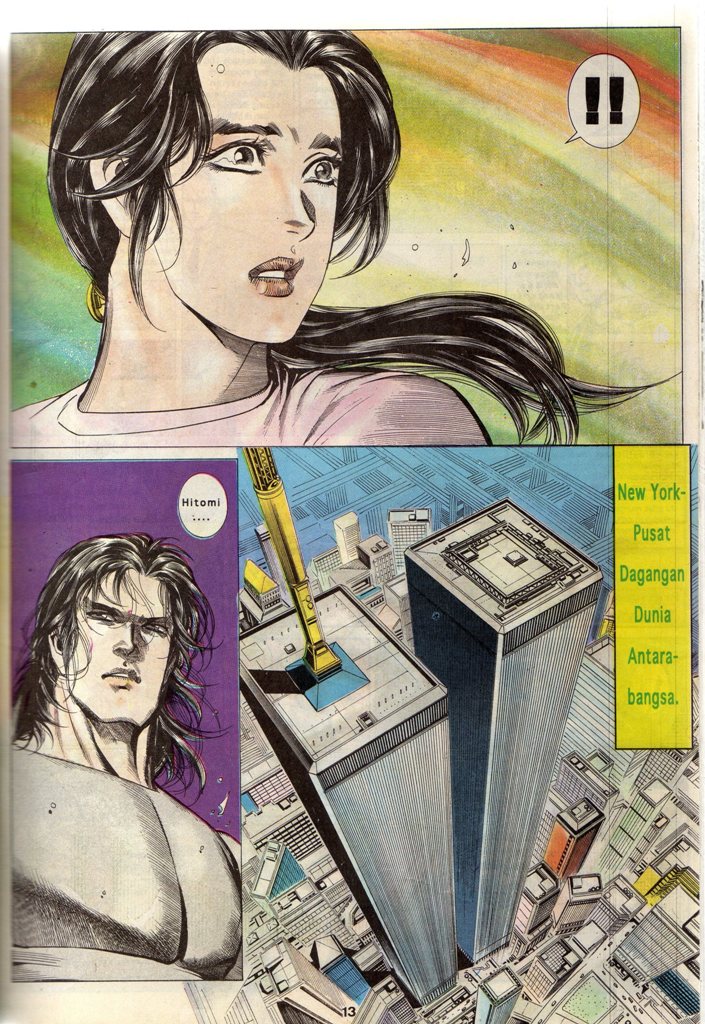 !!
Hitomi
....
New York-
Pusat
Dagangan
Dunia
Antara-
bangsa.
13